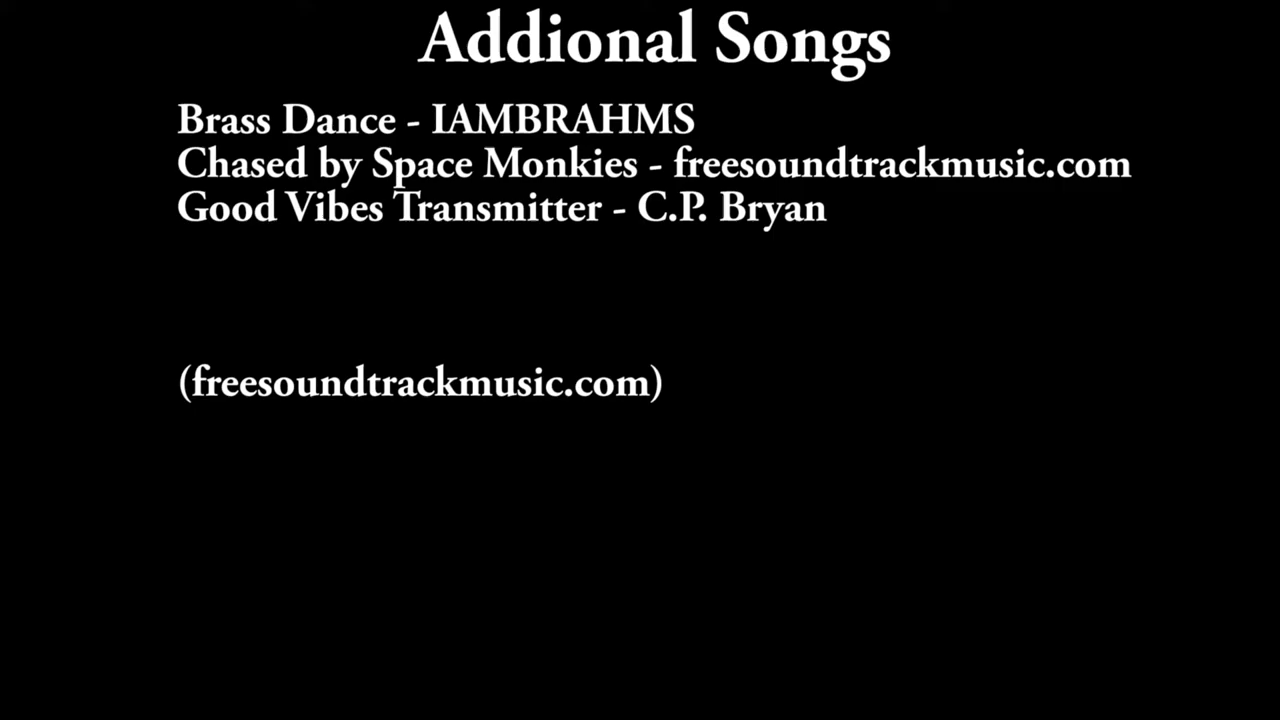 Addional Songs
Brass Dance - IAMBRAHMS
Chased by Space Monkies - freesoundtrackmusic.com
Good Vibes Transmitter - C.P. Bryan
(freesoundtrackmusic.com)